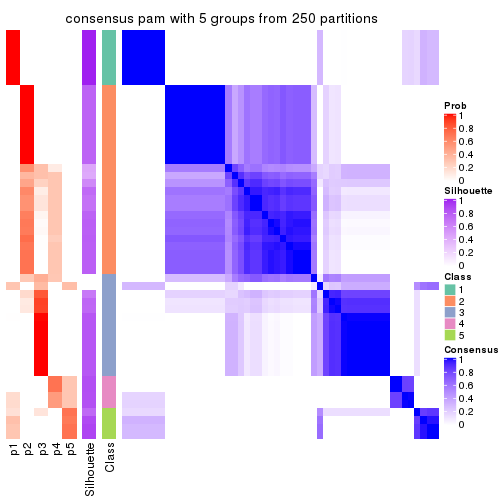 consensus pam with 5 groups from 250 partitions
Prob
1
0.8
0.6
0.4
0.2
0
Silhouette
1
0.8
0.6
0.4
0.2
0
Class
1
2
3
4
5
Consensus
1
0.8
0.6
0.4
0.2
0
p1
p2
p3
p4
p5
Silhouette
Class